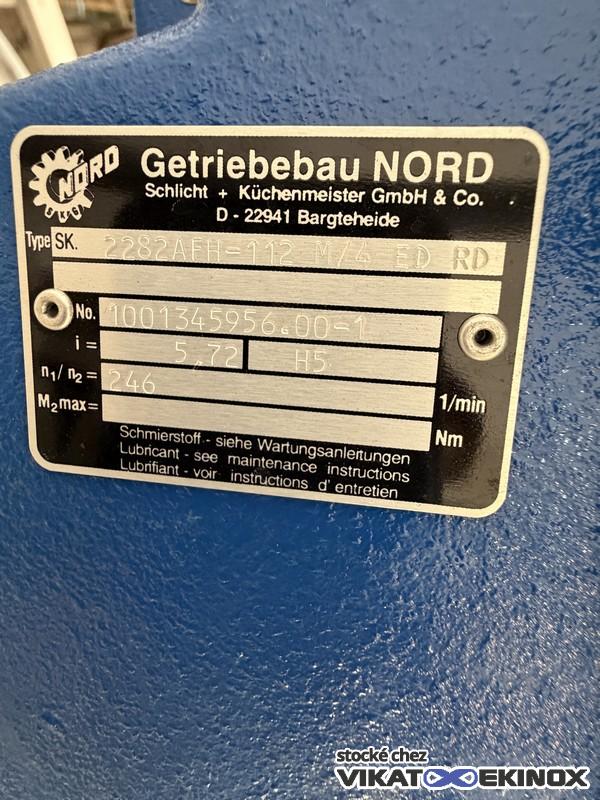 NORD
Getriebebau NORD
Schlicht + Küchenmeister GmbH & Co.
D - 22941 Bargteheide
Type SK. 2282AFH-112 M/4 ED RD
No. 1001345956.00-1
i = 5,72 H5
n1/n2 = 246 1/min
M2max= Nm
Schmierstoff - siehe Wartungsanleitungen
Lubricant - see maintenance instructions
Lubrifiant - voir instructions d'entretien
stocké chez
VIKAT EKINOX